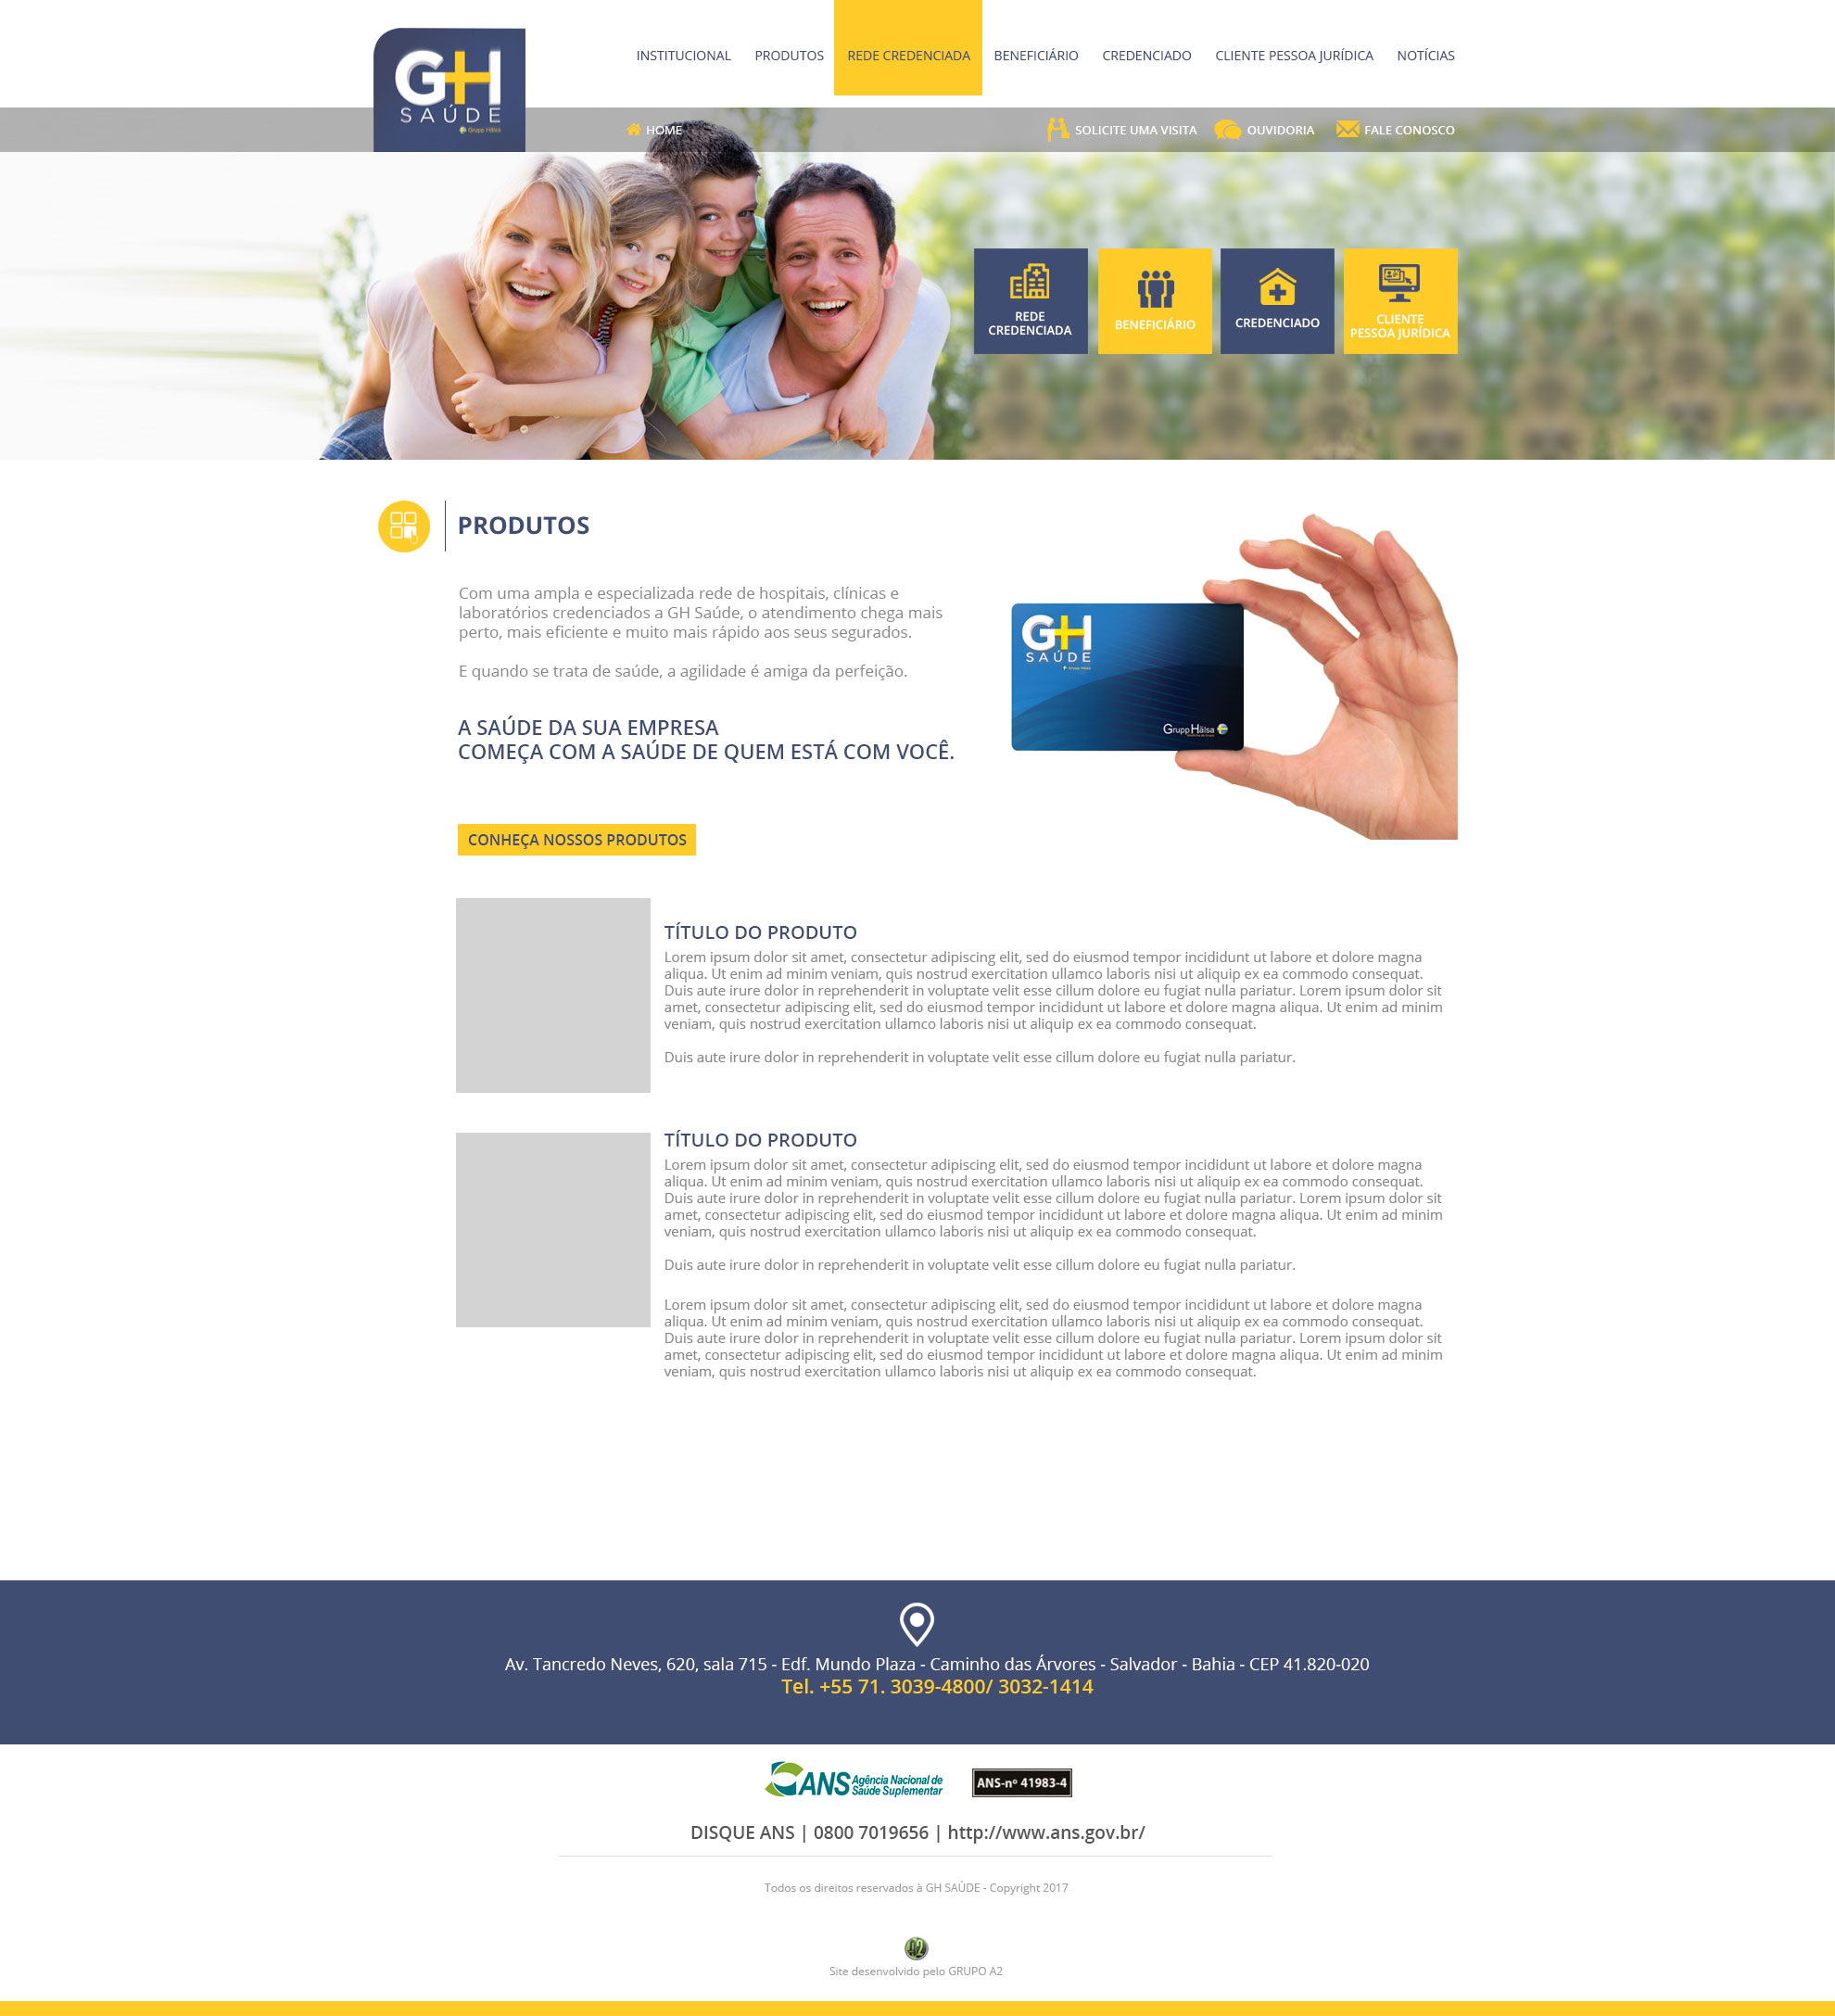 GH
SAÚDE
Grupp Hälsa
INSTITUCIONAL PRODUTOS REDE CREDENCIADA BENEFICIÁRIO CREDENCIADO CLIENTE PESSOA JURÍDICA NOTÍCIAS
HOME SOLICITE UMA VISITA OUVIDORIA FALE CONOSCO
REDE
CREDENCIADA
BENEFICIÁRIO
CREDENCIADO
CLIENTE
PESSOA JURÍDICA
PRODUTOS
Com uma ampla e especializada rede de hospitais, clínicas e
laboratórios credenciados a GH Saúde, o atendimento chega mais
perto, mais eficiente e muito mais rápido aos seus segurados.
E quando se trata de saúde, a agilidade é amiga da perfeição.
A SAÚDE DA SUA EMPRESA
COMEÇA COM A SAÚDE DE QUEM ESTÁ COM VOCÊ.
CONHEÇA NOSSOS PRODUTOS
GH
SAÚDE
Grupp Hälsa
Grupp Hälsa
TÍTULO DO PRODUTO
Lorem ipsum dolor sit amet, consectetur adipiscing elit, sed do eiusmod tempor incididunt ut labore et dolore magna
aliqua. Ut enim ad minim veniam, quis nostrud exercitation ullamco laboris nisi ut aliquip ex ea commodo consequat.
Duis aute irure dolor in reprehenderit in voluptate velit esse cillum dolore eu fugiat nulla pariatur. Lorem ipsum dolor sit
amet, consectetur adipiscing elit, sed do eiusmod tempor incididunt ut labore et dolore magna aliqua. Ut enim ad minim
veniam, quis nostrud exercitation ullamco laboris nisi ut aliquip ex ea commodo consequat.
Duis aute irure dolor in reprehenderit in voluptate velit esse cillum dolore eu fugiat nulla pariatur.
TÍTULO DO PRODUTO
Lorem ipsum dolor sit amet, consectetur adipiscing elit, sed do eiusmod tempor incididunt ut labore et dolore magna
aliqua. Ut enim ad minim veniam, quis nostrud exercitation ullamco laboris nisi ut aliquip ex ea commodo consequat.
Duis aute irure dolor in reprehenderit in voluptate velit esse cillum dolore eu fugiat nulla pariatur. Lorem ipsum dolor sit
amet, consectetur adipiscing elit, sed do eiusmod tempor incididunt ut labore et dolore magna aliqua. Ut enim ad minim
veniam, quis nostrud exercitation ullamco laboris nisi ut aliquip ex ea commodo consequat.
Duis aute irure dolor in reprehenderit in voluptate velit esse cillum dolore eu fugiat nulla pariatur.
Lorem ipsum dolor sit amet, consectetur adipiscing elit, sed do eiusmod tempor incididunt ut labore et dolore magna
aliqua. Ut enim ad minim veniam, quis nostrud exercitation ullamco laboris nisi ut aliquip ex ea commodo consequat.
Duis aute irure dolor in reprehenderit in voluptate velit esse cillum dolore eu fugiat nulla pariatur. Lorem ipsum dolor sit
amet, consectetur adipiscing elit, sed do eiusmod tempor incididunt ut labore et dolore magna aliqua. Ut enim ad minim
veniam, quis nostrud exercitation ullamco laboris nisi ut aliquip ex ea commodo consequat.
Av. Tancredo Neves, 620, sala 715 - Edf. Mundo Plaza - Caminho das Árvores - Salvador - Bahia - CEP 41.820-020
Tel. +55 71. 3039-4800/ 3032-1414
ANS Agência Nacional de
Saúde Suplementar
ANS-nº 41983-4
DISQUE ANS | 0800 7019656 | http://www.ans.gov.br/
Todos os direitos reservados à GH SAÚDE - Copyright 2017
A2
Site desenvolvido pelo GRUPO A2